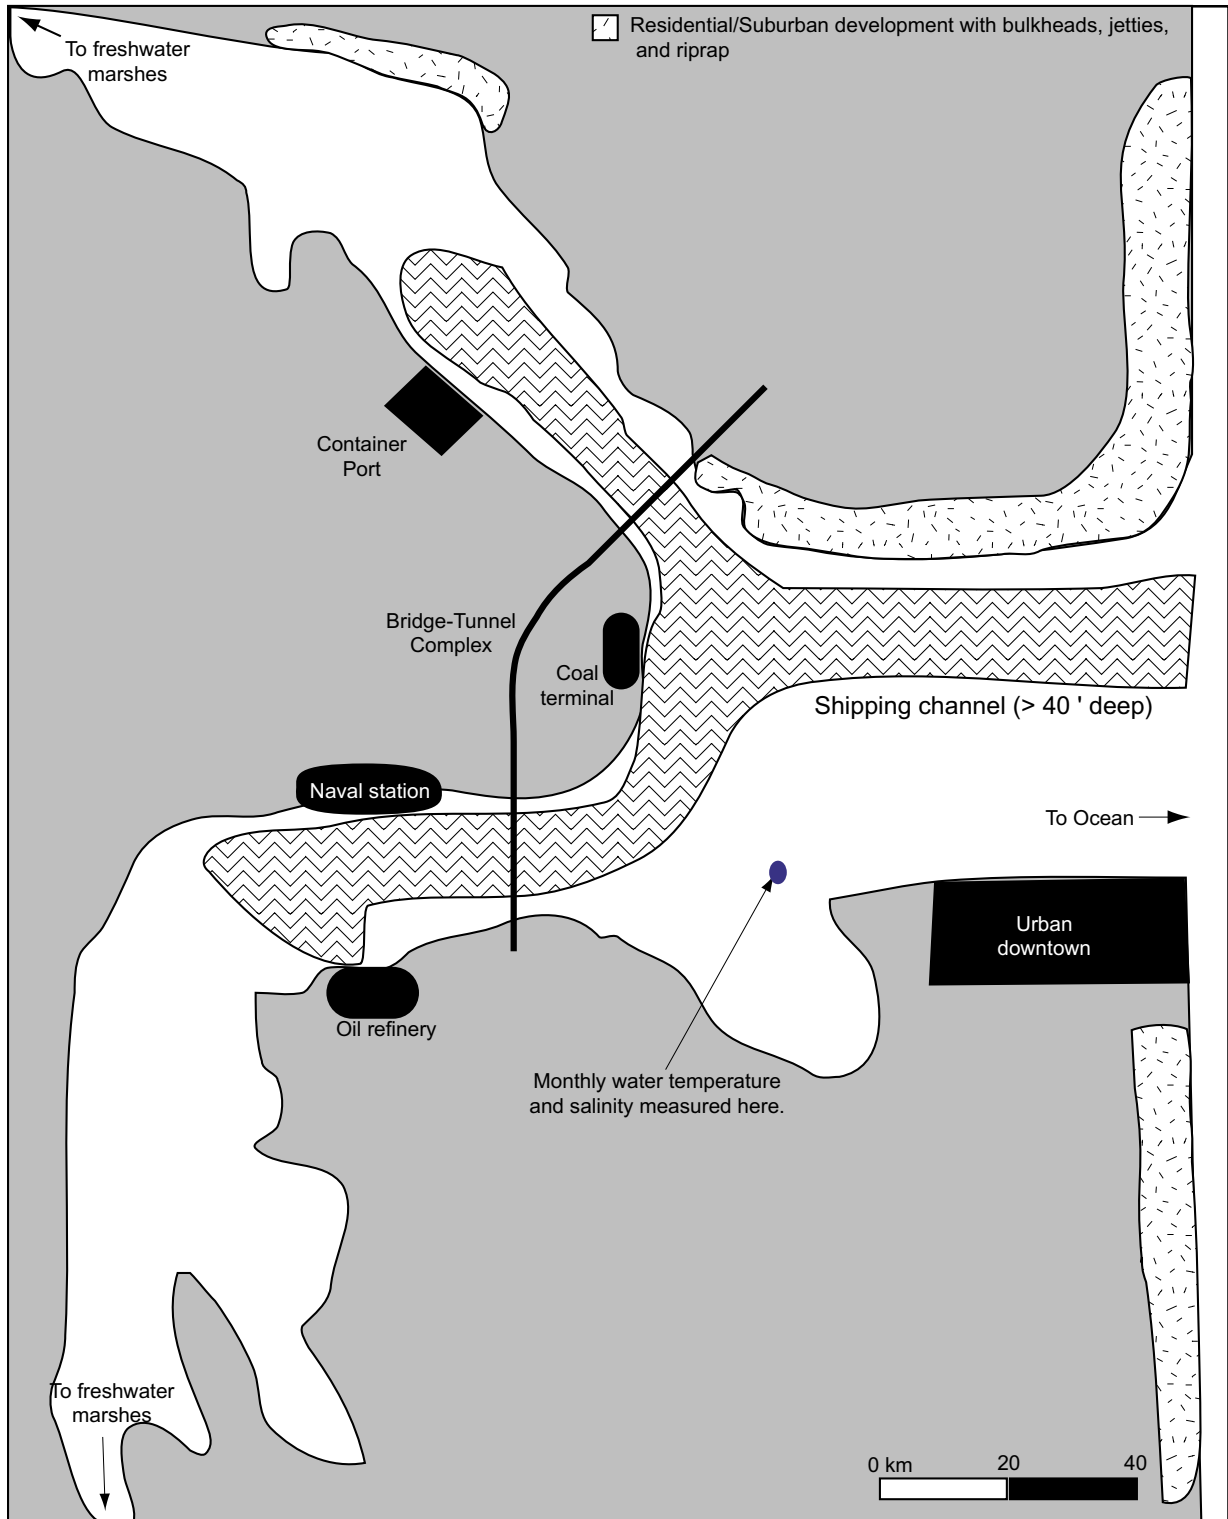 Residential/Suburban development with bulkheads, jetties,
and riprap
To freshwater
marshes
Container
Port
Bridge-Tunnel
Complex
Coal
terminal
Shipping channel (> 40 ' deep)
Naval station
To Ocean
Urban
downtown
Oil refinery
Monthly water temperature
and salinity measured here.
To freshwater
marshes
0 km 20 40